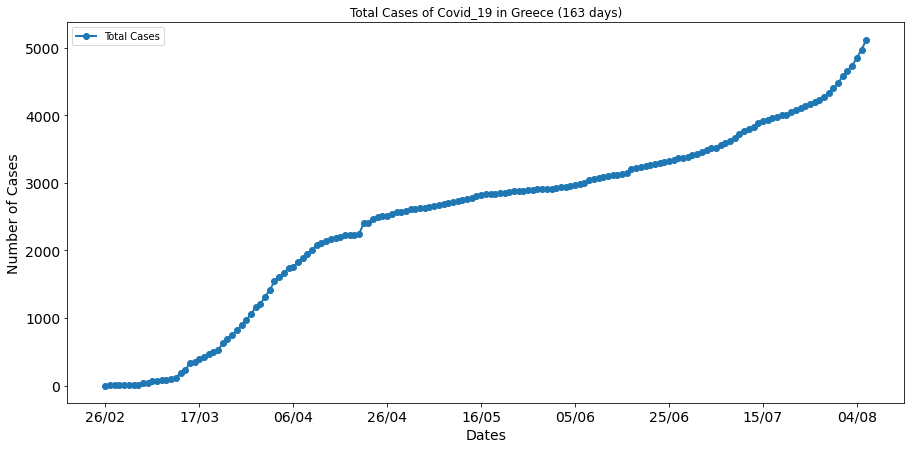 Total Cases of Covid_19 in Greece (163 days)
Total Cases
Number of Cases
5000
4000
3000
2000
1000
0
26/02 17/03 06/04 26/04 16/05 05/06 25/06 15/07 04/08
Dates